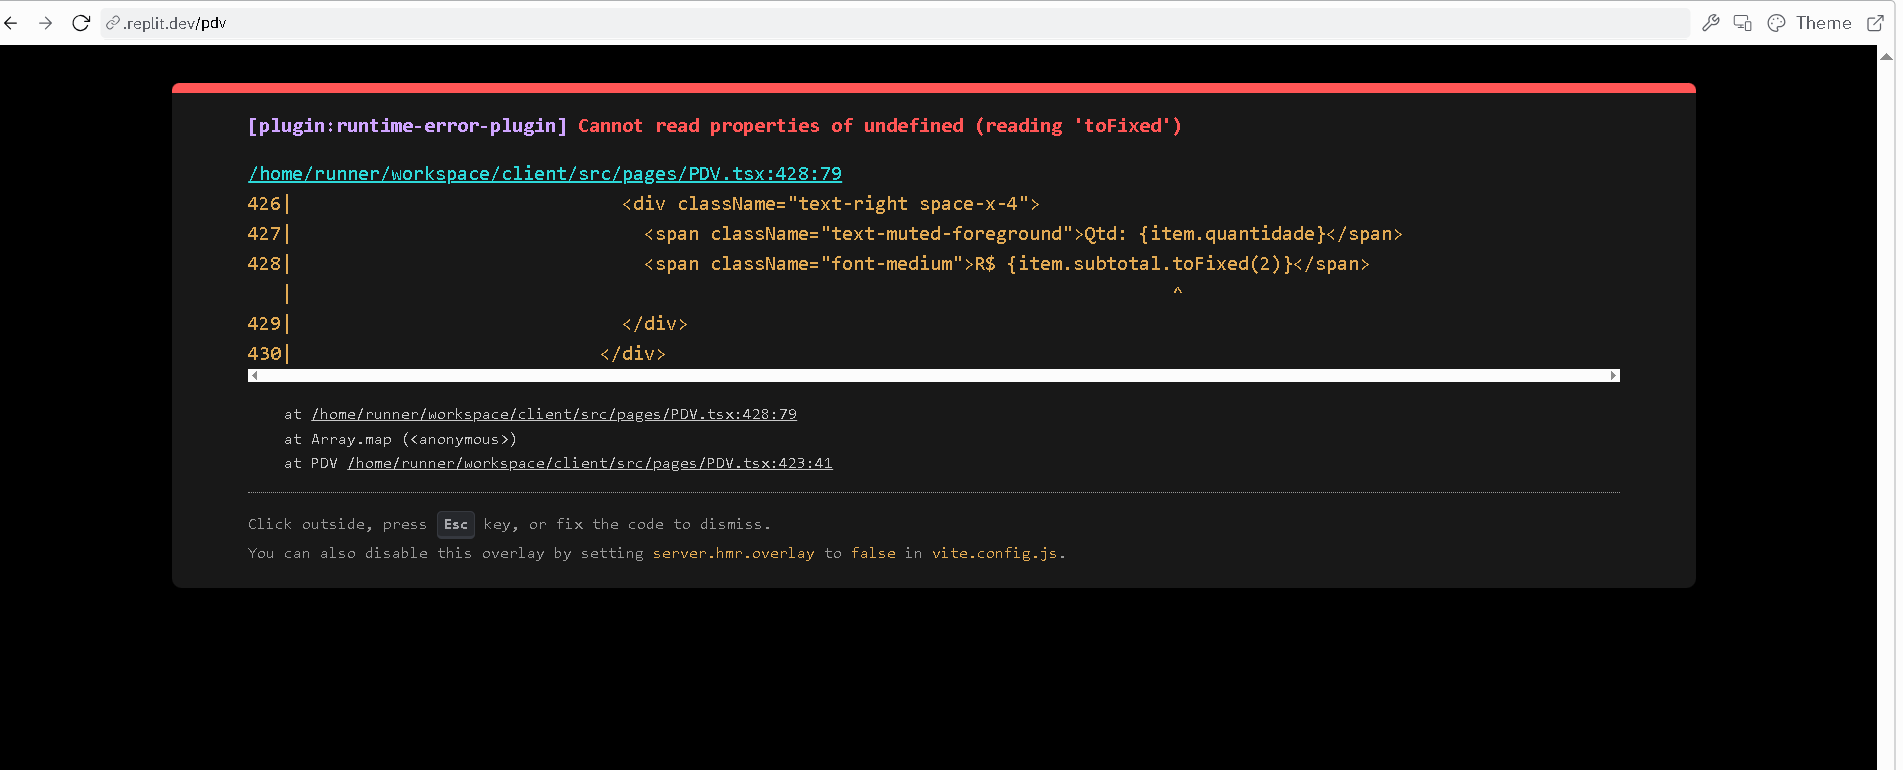 .replit.dev/pdv
Theme
[plugin:runtime-error-plugin] Cannot read properties of undefined (reading 'toFixed')
/home/runner/workspace/client/src/pages/PDV.tsx:428:79
426|                              <div className="text-right space-x-4">
427|                                <span className="text-muted-foreground">Qtd: {item.quantidade}</span>
428|                                <span className="font-medium">R$ {item.subtotal.toFixed(2)}</span>
   |                                                                                ^
429|                              </div>
430|                            </div>
at /home/runner/workspace/client/src/pages/PDV.tsx:428:79
at Array.map (<anonymous>)
at PDV /home/runner/workspace/client/src/pages/PDV.tsx:423:41
Click outside, press Esc key, or fix the code to dismiss.
You can also disable this overlay by setting server.hmr.overlay to false in vite.config.js.